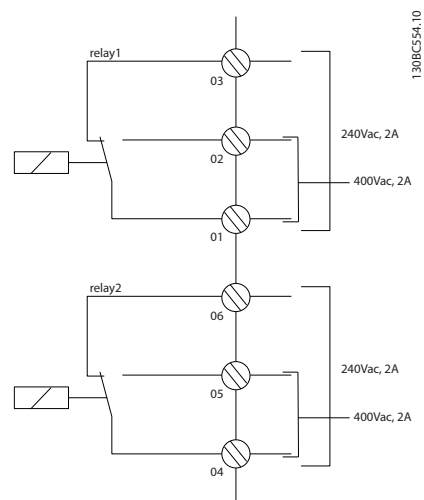 130BC554.10
relay1
03
240Vac, 2A
02
400Vac, 2A
01
relay2
06
240Vac, 2A
05
400Vac, 2A
04